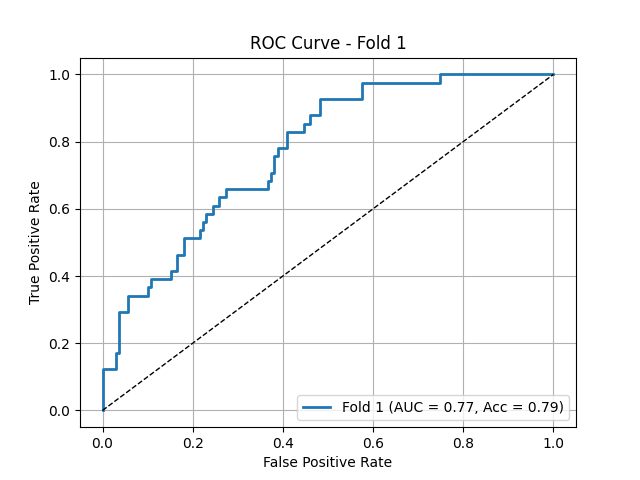 ROC Curve - Fold 1
True Positive Rate
1.0
0.8
0.6
0.4
0.2
0.0
Fold 1 (AUC = 0.77, Acc = 0.79)
0.0 0.2 0.4 0.6 0.8 1.0
False Positive Rate